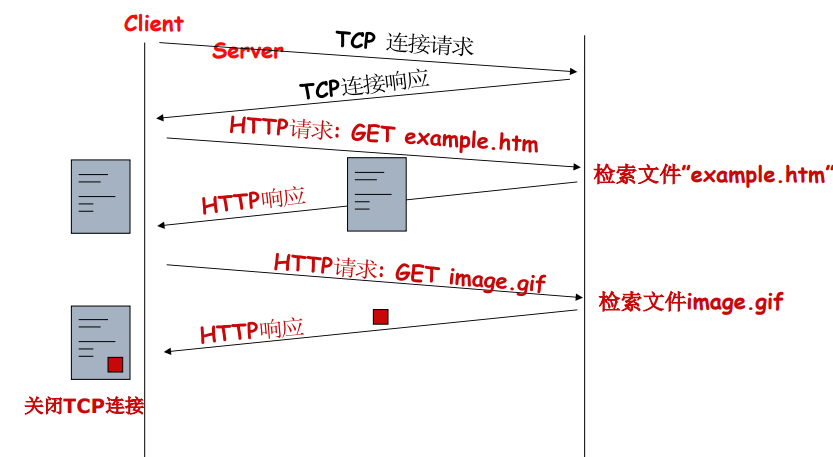 Client
Server
TCP 连接请求
TCP连接响应
HTTP请求: GET example.htm
检索文件”example.htm”
HTTP响应
HTTP请求: GET image.gif
检索文件image.gif
HTTP响应
关闭TCP连接